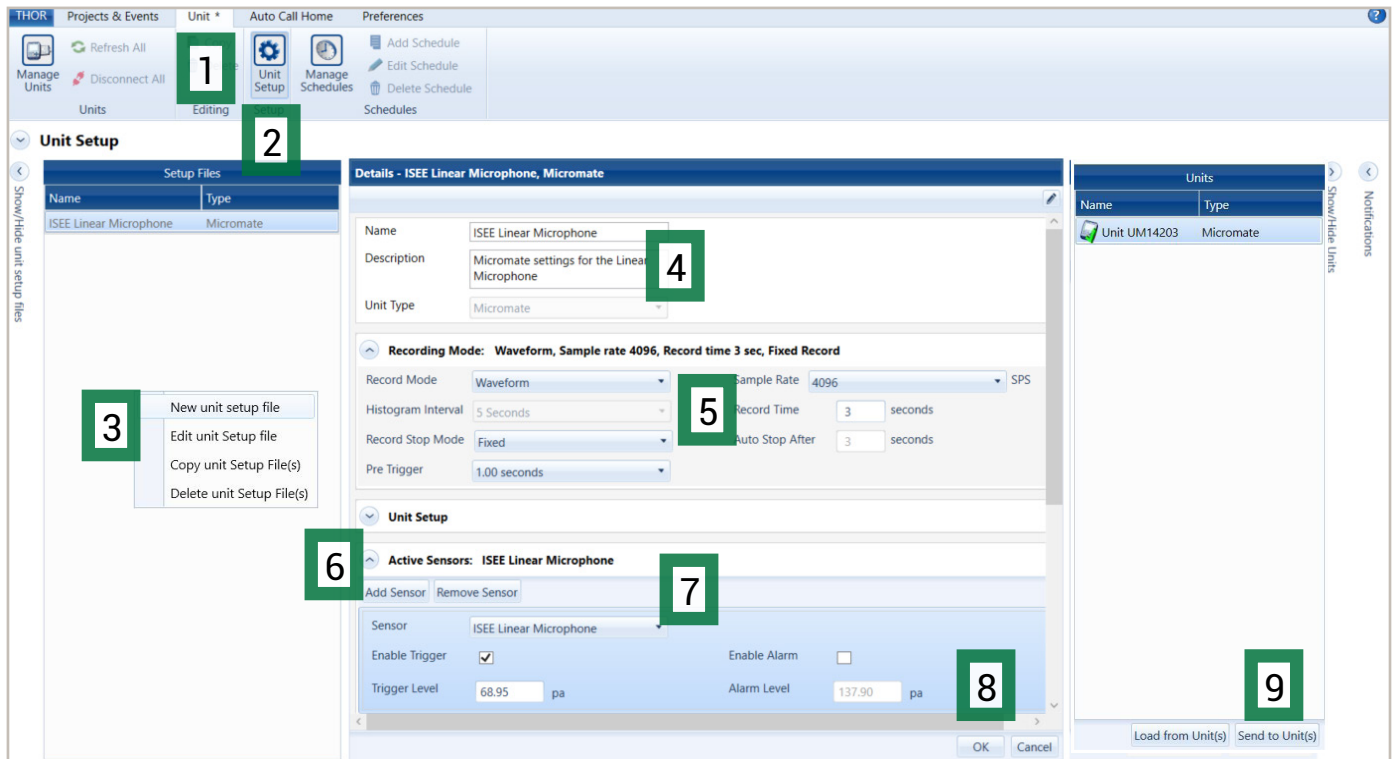 THOR Projects & Events Unit * Auto Call Home Preferences
Manage Units
Refresh All
Disconnect All
Units
1
Editing
Unit Setup
Manage Schedules
Add Schedule
Edit Schedule
Delete Schedule
Schedules
2
Unit Setup
Show/Hide unit setup files
Setup Files
Name Type
ISEE Linear Microphone Micromate
3
New unit setup file
Edit unit Setup file
Copy unit Setup File(s)
Delete unit Setup File(s)
Details - ISEE Linear Microphone, Micromate
Name ISEE Linear Microphone
Description Micromate settings for the Linear
Microphone
4
Unit Type Micromate
Recording Mode: Waveform, Sample rate 4096, Record time 3 sec, Fixed Record
Record Mode Waveform Sample Rate 4096 SPS
5
Histogram Interval 5 Seconds Record Time 3 seconds
Record Stop Mode Fixed Auto Stop After 3 seconds
Pre Trigger 1.00 seconds
Unit Setup
6
Active Sensors: ISEE Linear Microphone
7
Add Sensor Remove Sensor
Sensor ISEE Linear Microphone
Enable Trigger Enable Alarm
Trigger Level 68.95 pa Alarm Level 137.90 pa
8
OK Cancel
Units
Name Type
Unit UM14203 Micromate
9
Load from Unit(s) Send to Unit(s)
Show/Hide Units
Notifications